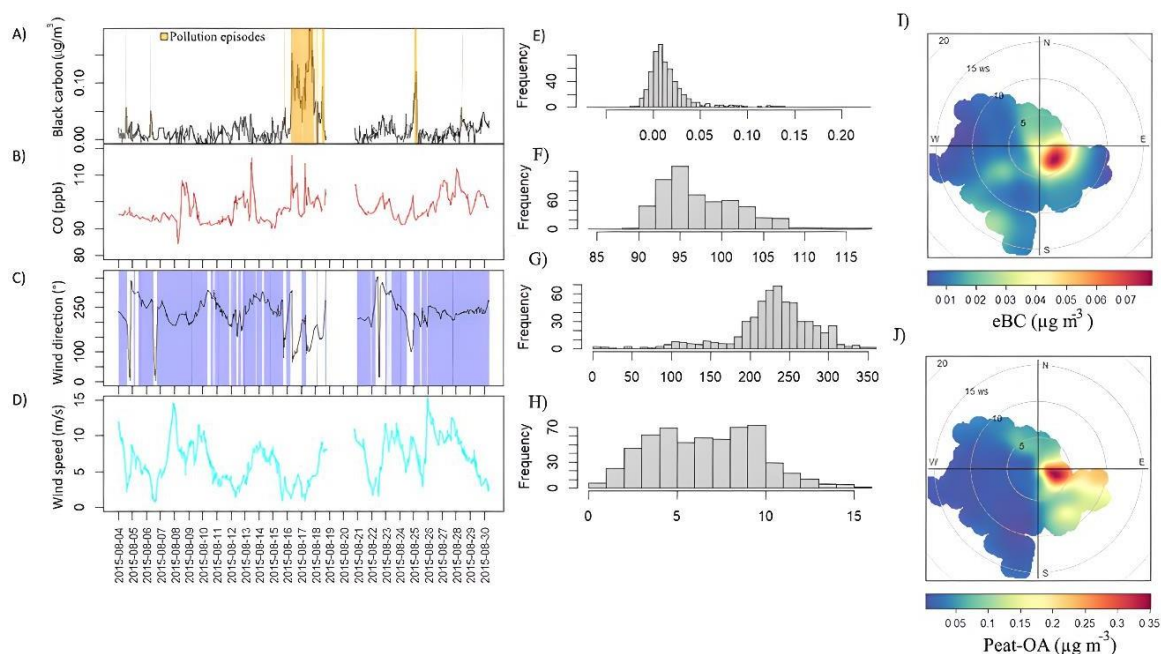 A)
Pollution episodes
Black carbon(µg/m³)
0.00
0.10
B)
CO (ppb)
80
90
100
110
C)
Wind direction (°)
0
100
250
D)
Wind speed (m/s)
0
5
10
15
2015-08-04
2015-08-05
2015-08-06
2015-08-07
2015-08-08
2015-08-09
2015-08-10
2015-08-11
2015-08-12
2015-08-13
2015-08-14
2015-08-15
2015-08-16
2015-08-17
2015-08-18
2015-08-19
2015-08-20
2015-08-21
2015-08-22
2015-08-23
2015-08-24
2015-08-25
2015-08-26
2015-08-27
2015-08-28
2015-08-29
2015-08-30
E)
Frequency
0
40
80
0.00 0.05 0.10 0.15 0.20
F)
Frequency
0
60
85 90 95 100 105 110 115
G)
Frequency
0
30
60
0 50 100 150 200 250 300 350
H)
Frequency
0
30
70
0 5 10 15
I)
20
15 ws
10
5
N
W
E
S
0.01 0.02 0.03 0.04 0.05 0.06 0.07
eBC (µg m⁻³)
J)
20
15 ws
10
5
N
W
E
S
0.05 0.1 0.15 0.2 0.25 0.3 0.35
Peat-OA (µg m⁻³)